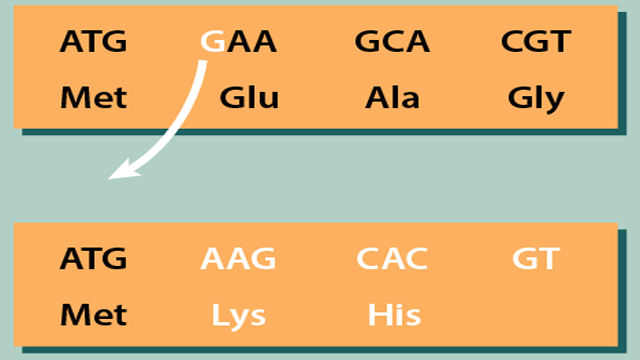 ATG GAA GCA CGT
Met Glu Ala Gly
ATG AAG CAC GT
Met Lys His